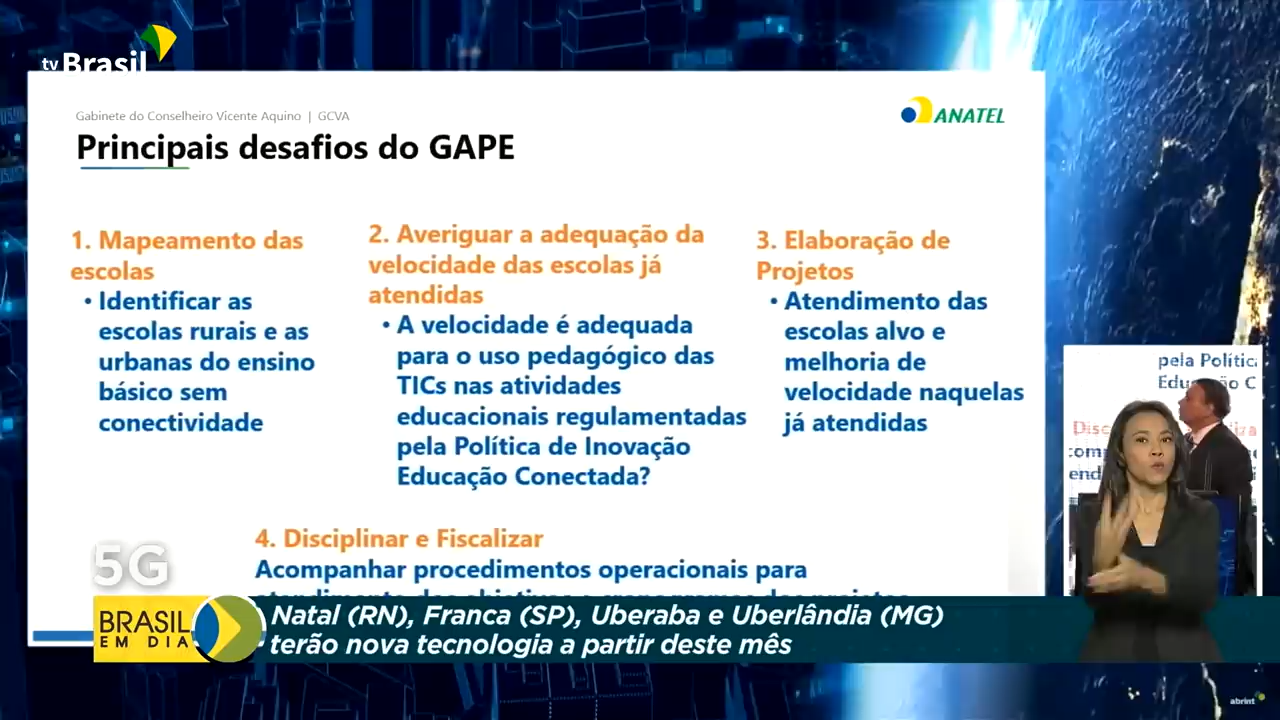 tv Brasil
Gabinete do Conselheiro Vicente Aquino | GCVA
ANATEL
Principais desafios do GAPE
1. Mapeamento das
escolas
• Identificar as
escolas rurais e as
urbanas do ensino
básico sem
conectividade
2. Averiguar a adequação da
velocidade das escolas já
atendidas
• A velocidade é adequada
para o uso pedagógico das
TICs nas atividades
educacionais regulamentadas
pela Política de Inovação
Educação Conectada?
3. Elaboração de
Projetos
• Atendimento das
escolas alvo e
melhoria de
velocidade naquelas
já atendidas
pela Política
4. Disciplinar e Fiscalizar
Acompanhar procedimentos operacionais para
5G
BRASIL
EM DIA
Natal (RN), Franca (SP), Uberaba e Uberlândia (MG)
terão nova tecnologia a partir deste mês
abrint